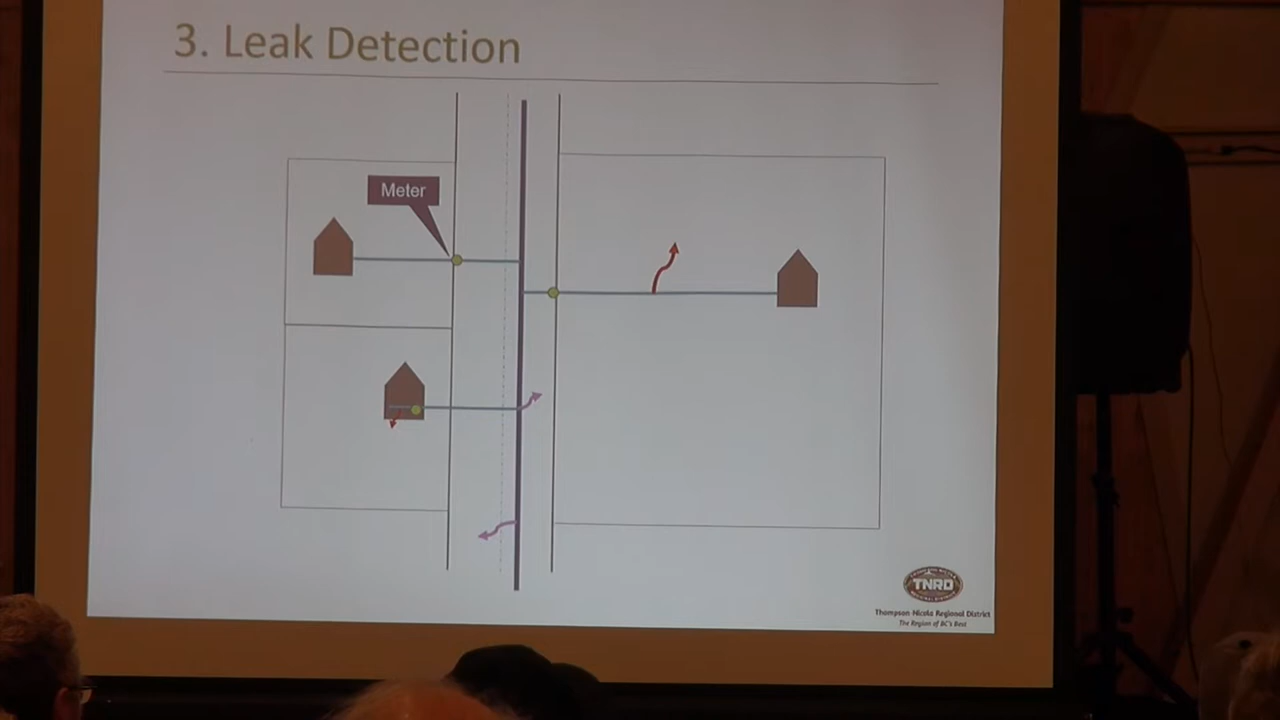 3. Leak Detection
Meter
TNRD
Thompson Nicola Regional District
The Region of BC's Best